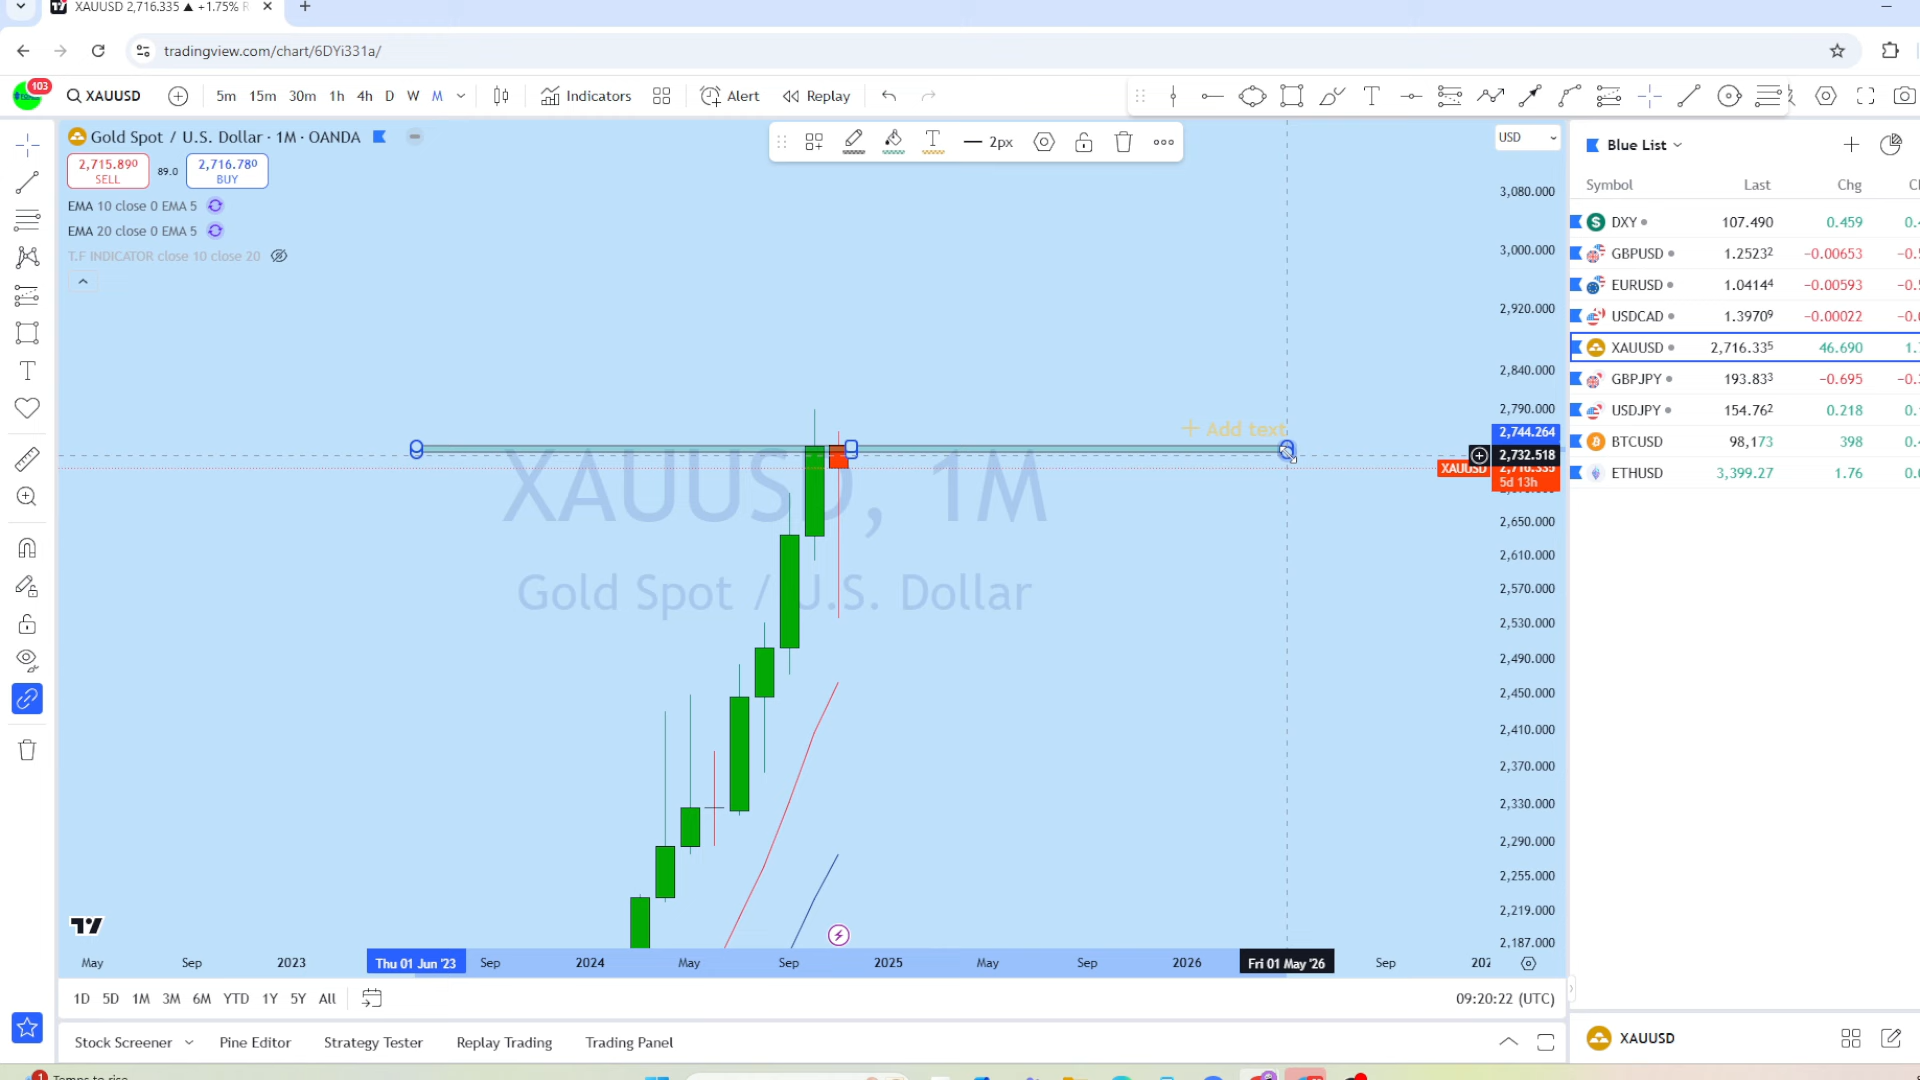 XAUUSD 2,716.335 ▲ +1.75%
tradingview.com/chart/6DYi331a/
103
XAUUSD
5m 15m 30m 1h 4h D W M
Indicators
Alert
Replay
Gold Spot / U.S. Dollar · 1M · OANDA
2,715.890
SELL
89.0
2,716.780
BUY
EMA 10 close 0 EMA 5
EMA 20 close 0 EMA 5
T.F INDICATOR close 10 close 20
2px
USD
+ Add text
XAUUSD, 1M
Gold Spot / U.S. Dollar
3,080.000
3,000.000
2,920.000
2,840.000
2,790.000
2,744.264
2,732.518
XAUUSD 2,716.335
5d 13h
2,650.000
2,610.000
2,570.000
2,530.000
2,490.000
2,450.000
2,410.000
2,370.000
2,330.000
2,290.000
2,255.000
2,219.000
2,187.000
May Sep 2023 Thu 01 Jun '23 Sep 2024 May Sep 2025 May Sep 2026 Fri 01 May '26 Sep
1D 5D 1M 3M 6M YTD 1Y 5Y All
09:20:22 (UTC)
Stock Screener
Pine Editor
Strategy Tester
Replay Trading
Trading Panel
Blue List
Symbol Last Chg
DXY 107.490 0.459
GBPUSD 1.25232 -0.00653
EURUSD 1.04144 -0.00593
USDCAD 1.39709 -0.00022
XAUUSD 2,716.335 46.690
GBPJPY 193.833 -0.695
USDJPY 154.762 0.218
BTCUSD 98,173 398
ETHUSD 3,399.27 1.76
XAUUSD
1
Temps to rise